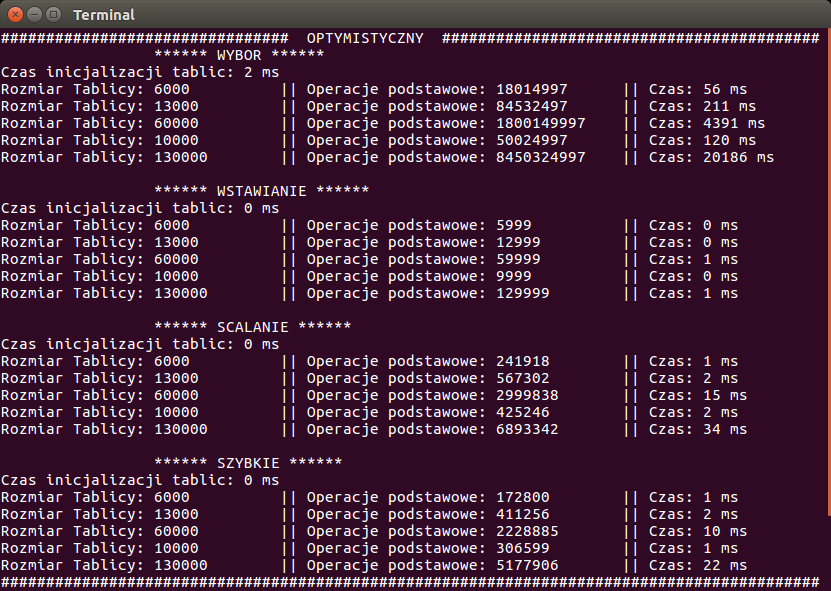 Terminal
################################  OPTYMISTYCZNY  ##########################################
****** WYBOR ******
Czas inicjalizacji tablic: 2 ms
Rozmiar Tablicy: 6000 || Operacje podstawowe: 18014997 || Czas: 56 ms
Rozmiar Tablicy: 13000 || Operacje podstawowe: 84532497 || Czas: 211 ms
Rozmiar Tablicy: 60000 || Operacje podstawowe: 1800149997 || Czas: 4391 ms
Rozmiar Tablicy: 10000 || Operacje podstawowe: 50024997 || Czas: 120 ms
Rozmiar Tablicy: 130000 || Operacje podstawowe: 8450324997 || Czas: 20186 ms
****** WSTAWIANIE ******
Czas inicjalizacji tablic: 0 ms
Rozmiar Tablicy: 6000 || Operacje podstawowe: 5999 || Czas: 0 ms
Rozmiar Tablicy: 13000 || Operacje podstawowe: 12999 || Czas: 0 ms
Rozmiar Tablicy: 60000 || Operacje podstawowe: 59999 || Czas: 1 ms
Rozmiar Tablicy: 10000 || Operacje podstawowe: 9999 || Czas: 0 ms
Rozmiar Tablicy: 130000 || Operacje podstawowe: 129999 || Czas: 1 ms
****** SCALANIE ******
Czas inicjalizacji tablic: 0 ms
Rozmiar Tablicy: 6000 || Operacje podstawowe: 241918 || Czas: 1 ms
Rozmiar Tablicy: 13000 || Operacje podstawowe: 567302 || Czas: 2 ms
Rozmiar Tablicy: 60000 || Operacje podstawowe: 2999838 || Czas: 15 ms
Rozmiar Tablicy: 10000 || Operacje podstawowe: 425246 || Czas: 2 ms
Rozmiar Tablicy: 130000 || Operacje podstawowe: 6893342 || Czas: 34 ms
****** SZYBKIE ******
Czas inicjalizacji tablic: 0 ms
Rozmiar Tablicy: 6000 || Operacje podstawowe: 172800 || Czas: 1 ms
Rozmiar Tablicy: 13000 || Operacje podstawowe: 411256 || Czas: 2 ms
Rozmiar Tablicy: 60000 || Operacje podstawowe: 2228885 || Czas: 10 ms
Rozmiar Tablicy: 10000 || Operacje podstawowe: 306599 || Czas: 1 ms
Rozmiar Tablicy: 130000 || Operacje podstawowe: 5177906 || Czas: 22 ms
###########################################################################################